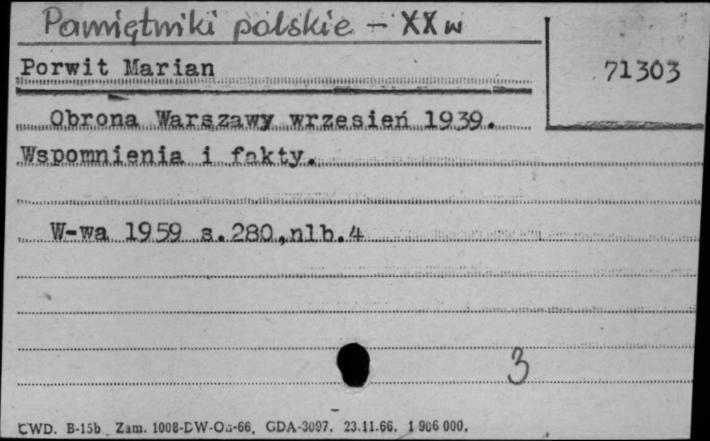 Pamiętniki polskie - XX w
Porwit Marian
71303
Obrona Warszawy wrzesień 1939.
Wspomnienia i fakty.
W-wa 1959 s.280,nlb.4
3
CWD. B-15b Zam. 1008-DW-Oa-66. GDA-3097. 23.11.66. 1 906 000.